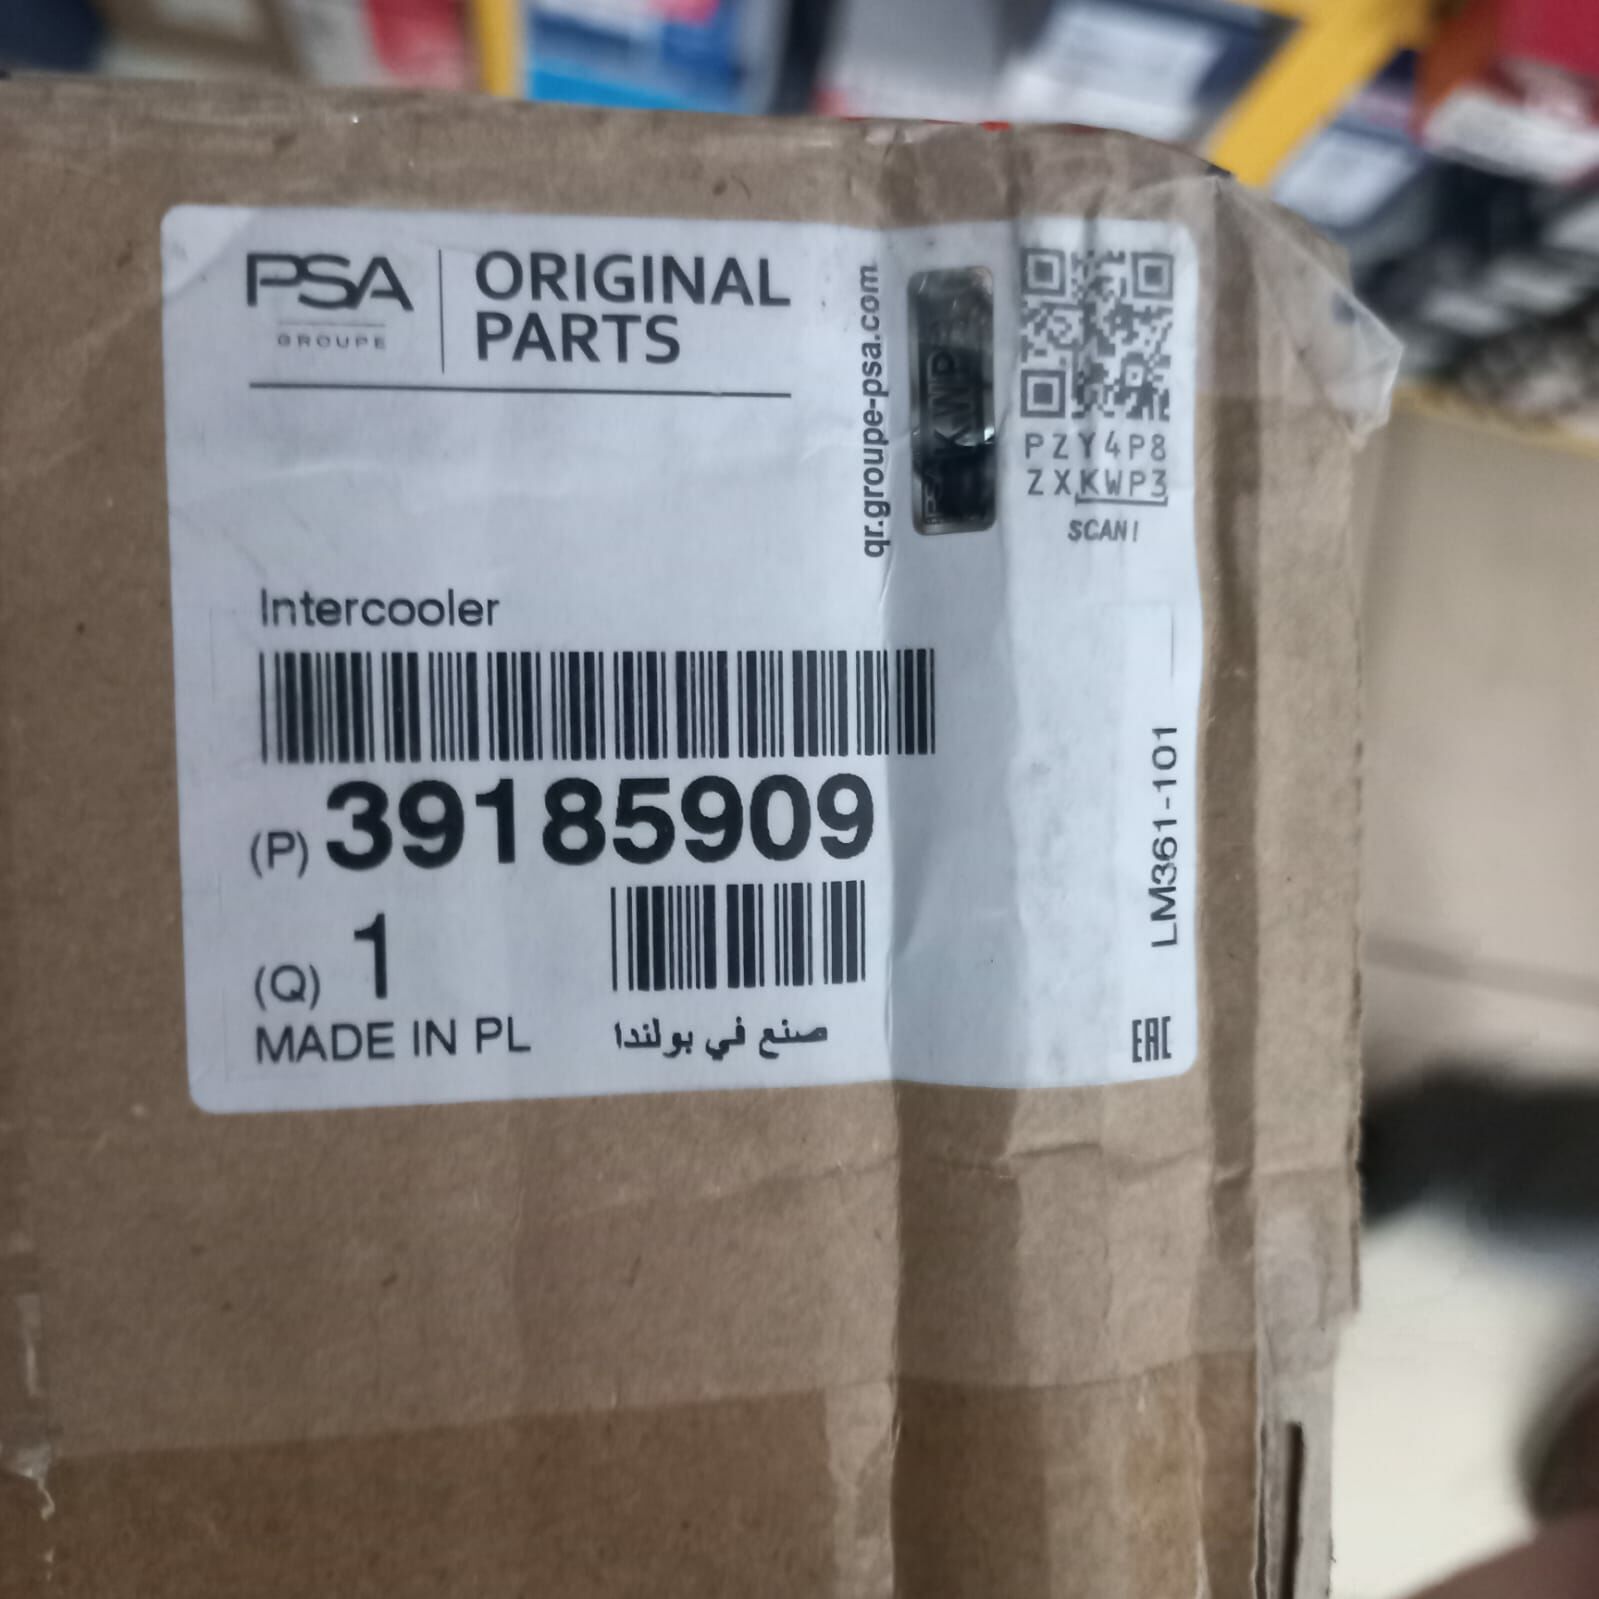 PSA
GROUPE
ORIGINAL
PARTS
qr.groupe-psa.com
KWP
PZY4P8
ZXKWP3
SCAN!
Intercooler
(P) 39185909
(Q) 1
MADE IN PL
صنع في بولندا
LM361-101
EAC